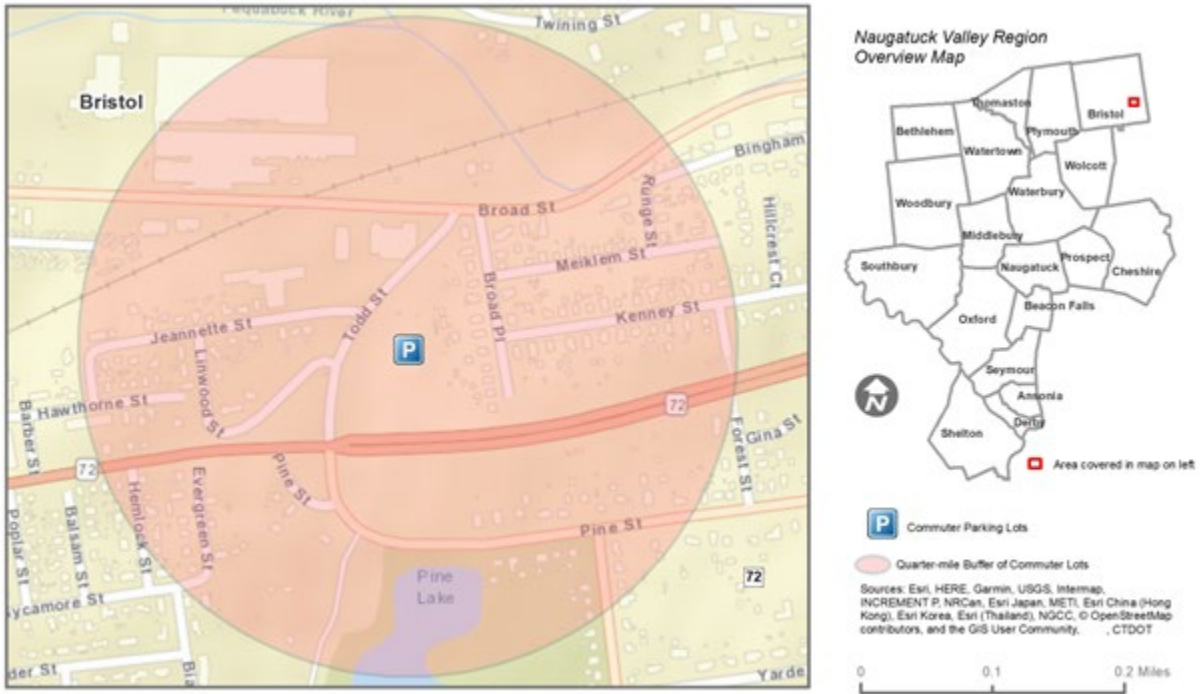 Pequabuck River
Twining St
Bristol
Bingham
Broad St
Runge St
Hillcrest Ct
Meiklem St
Broad Pl
Todd St
Kenney St
Jeannette St
P
Linwood St
Hawthorne St
72
Barber St
72
Forest St
Gina St
Pine St
Evergreen St
Hemlock St
Balsam St
Poplar St
Pine St
Pine
Lake
72
Sycamore St
der St
Bia
Yarde
Naugatuck Valley Region
Overview Map
Thomaston
Bristol
Bethlehem
Plymouth
Watertown
Wolcott
Waterbury
Woodbury
Middlebury
Prospect
Southbury
Naugatuck
Cheshire
Beacon Falls
Oxford
Seymour
N
Ansonia
Derby
Shelton
Area covered in map on left
P Commuter Parking Lots
Quarter-mile Buffer of Commuter Lots
Sources: Esri, HERE, Garmin, USGS, Intermap,
INCREMENT P, NRCan, Esri Japan, METI, Esri China (Hong
Kong), Esri Korea, Esri (Thailand), NGCC, © OpenStreetMap
contributors, and the GIS User Community, , CTDOT
0 0.1 0.2 Miles